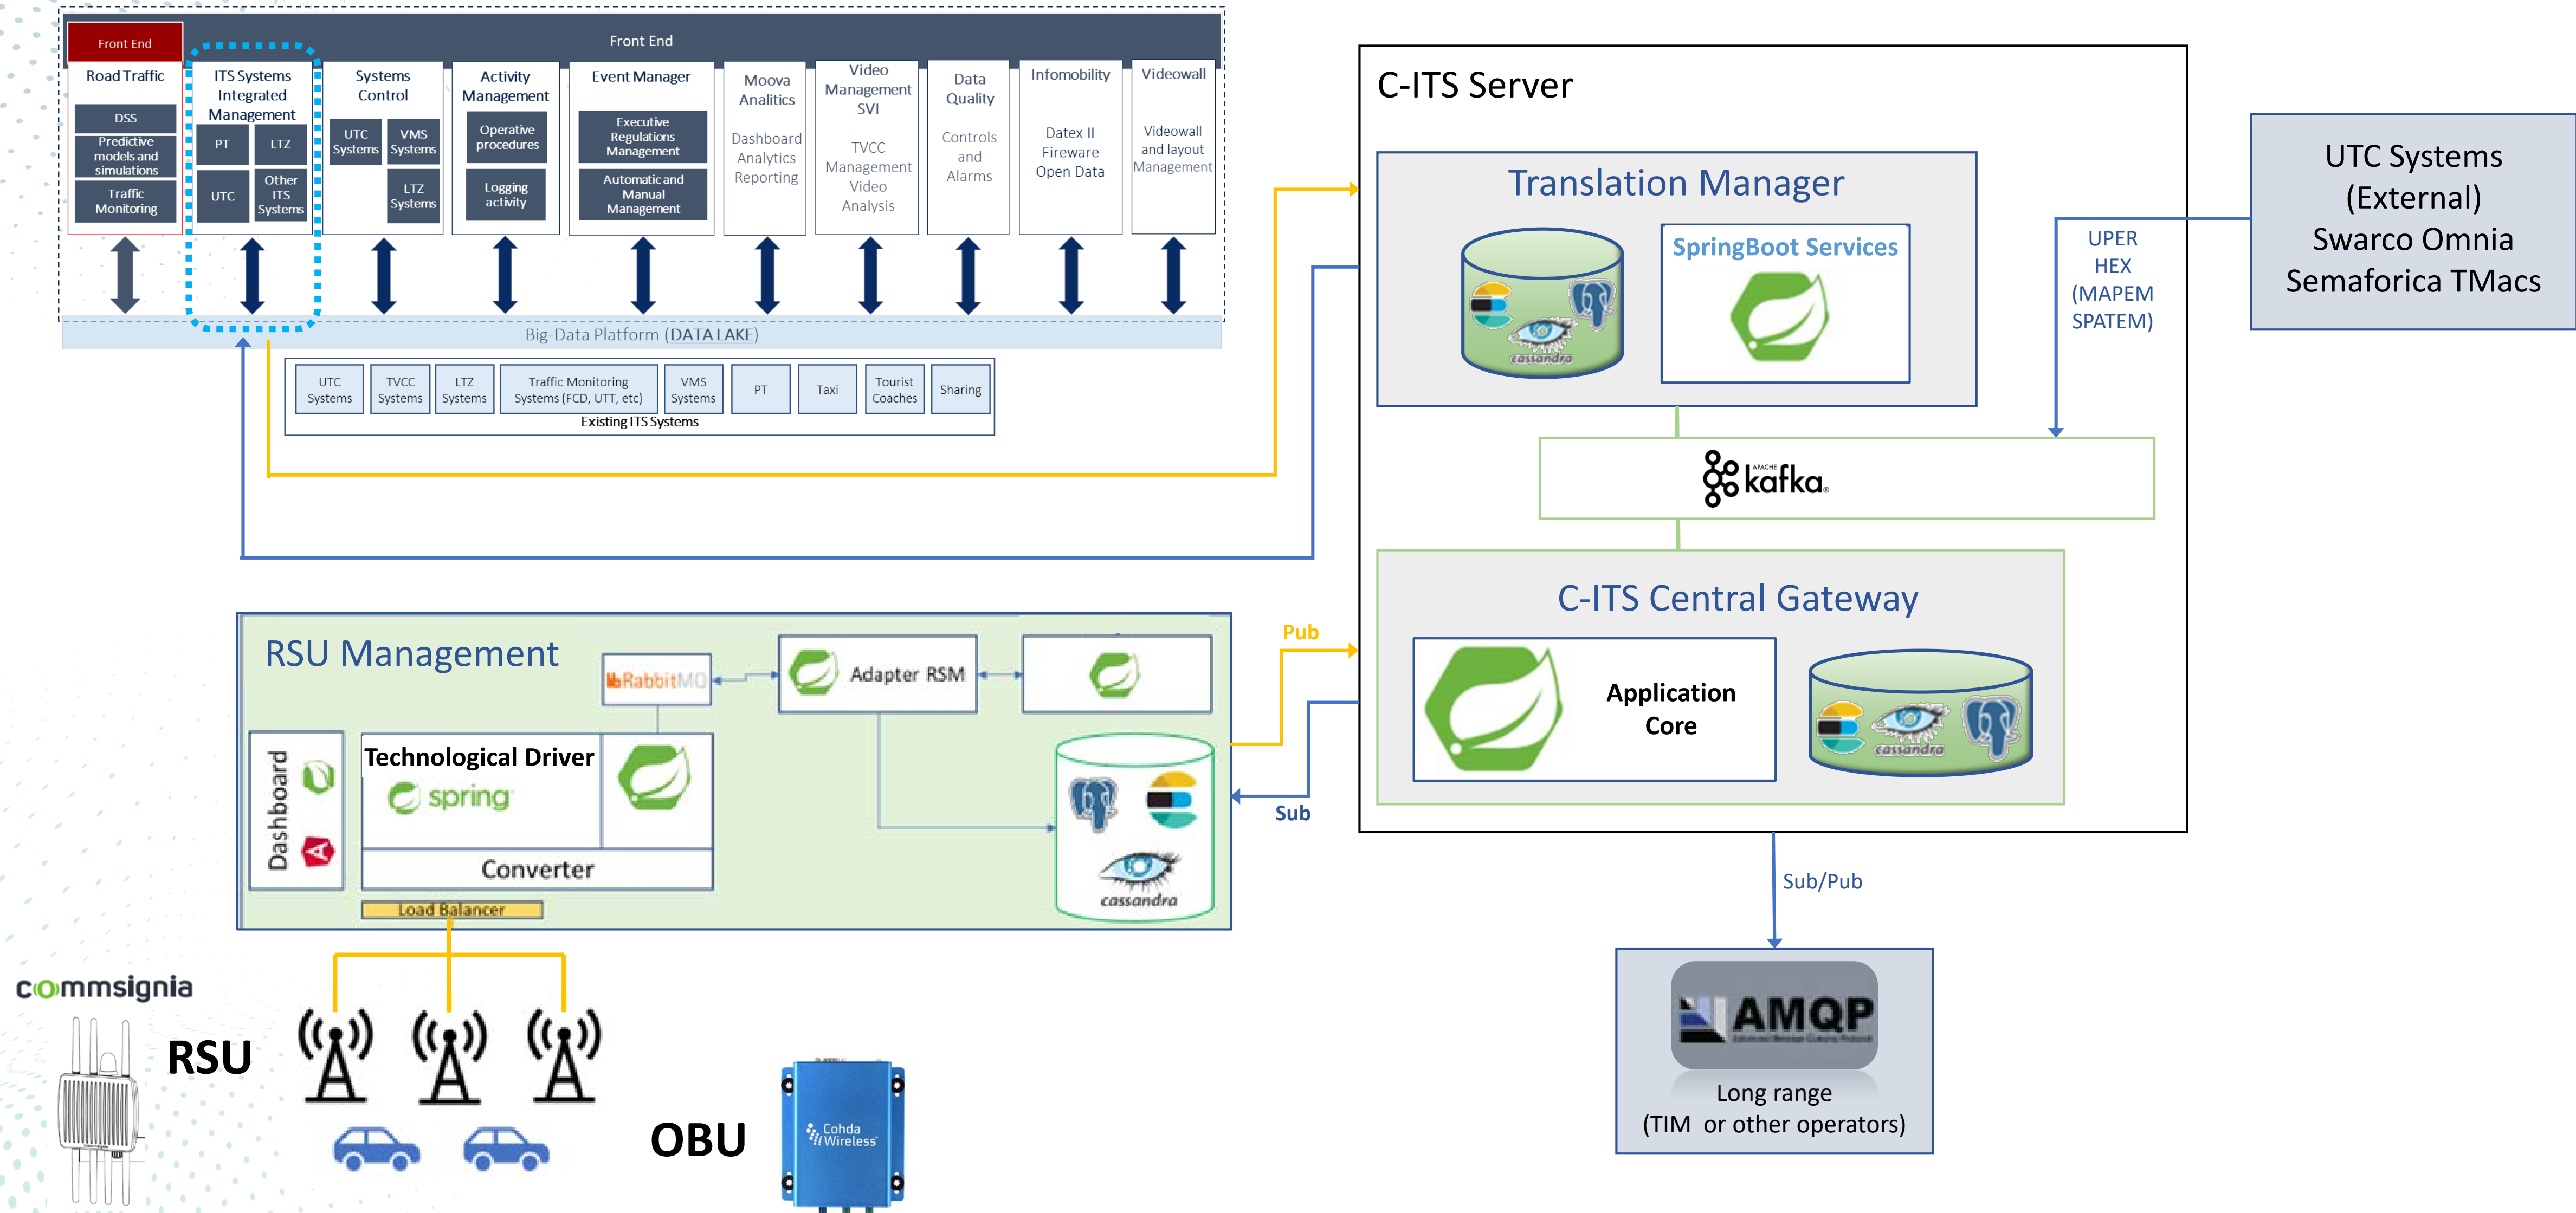 Front End
Front End
Road Traffic
DSS
Predictive
models and
simulations
Traffic
Monitoring
ITS Systems
Integrated
Management
PT
LTZ
UTC
Other
ITS
Systems
Systems
Control
UTC
Systems
VMS
Systems
LTZ
Systems
Activity
Management
Operative
procedures
Logging
activity
Event Manager
Executive
Regulations
Management
Automatic and
Manual
Management
Moova
Analitics
Dashboard
Analytics
Reporting
Video
Management
SVI
TVCC
Management
Video
Analysis
Data
Quality
Controls
and
Alarms
Infomobility
Datex II
Fireware
Open Data
Videowall
Videowall
and layout
Management
Big-Data Platform (DATA LAKE)
UTC
Systems
TVCC
Systems
LTZ
Systems
Traffic Monitoring
Systems (FCD, UTT, etc)
VMS
Systems
PT
Taxi
Tourist
Coaches
Sharing
Existing ITS Systems
C-ITS Server
Translation Manager
cassandra
SpringBoot Services
UPER
HEX
(MAPEM
SPATEM)
UTC Systems
(External)
Swarco Omnia
Semaforica TMacs
APACHE
kafka®
C-ITS Central Gateway
Application
Core
cassandra
Pub
Sub
RSU Management
RabbitMQ
Adapter RSM
Dashboard
A
Technological Driver
spring
Converter
Load Balancer
cassandra
Sub/Pub
AMQP
Advanced Message Queuing Protocol
Long range
(TIM or other operators)
commsignia
RSU
OBU
Cohda
Wireless